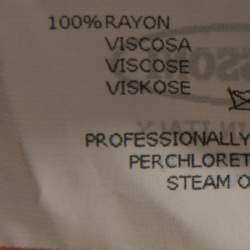 100% RAYON
VISCOSA
VISCOSE
VISKOSE
PROFESSIONALLY
PERCHLORET
STEAM O